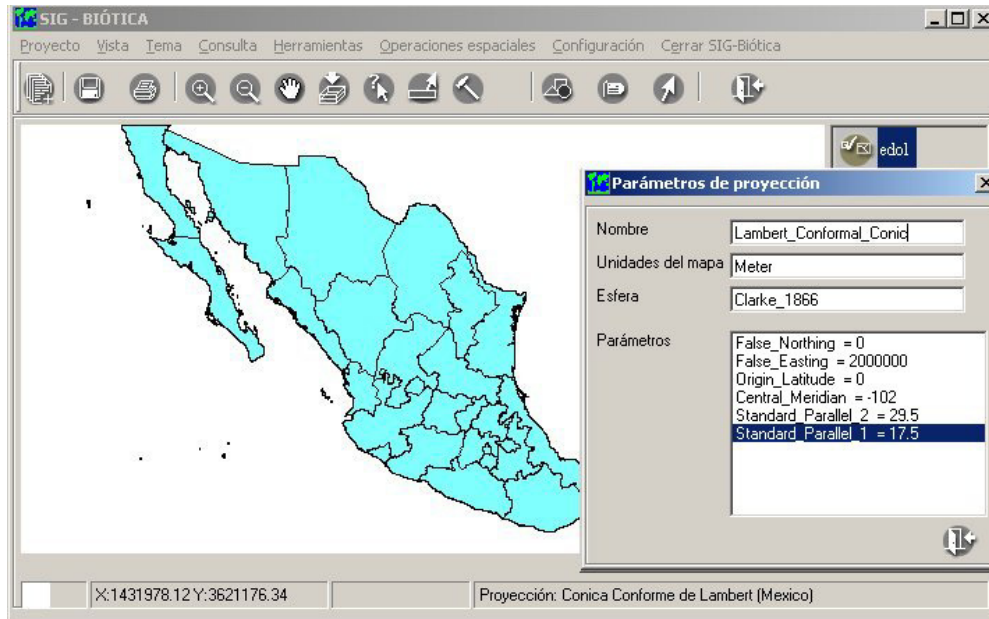 SIG - BIÓTICA
Proyecto Vista Tema Consulta Herramientas Operaciones espaciales Configuración Cerrar SIG-Biótica
edo1
Parámetros de proyección
Nombre Lambert_Conformal_Conic
Unidades del mapa Meter
Esfera Clarke_1866
Parámetros
False_Northing = 0
False_Easting = 2000000
Origin_Latitude = 0
Central_Meridian = -102
Standard_Parallel_2 = 29.5
Standard_Parallel_1 = 17.5
X:1431978.12 Y:3621176.34 Proyección: Conica Conforme de Lambert (Mexico)